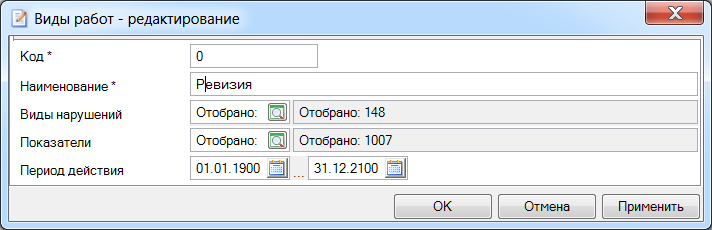 Виды работ - редактирование
Код * 0
Наименование * Ревизия
Виды нарушений Отобрано: Отобрано: 148
Показатели Отобрано: Отобрано: 1007
Период действия 01.01.1900 ... 31.12.2100
OK Отмена Применить